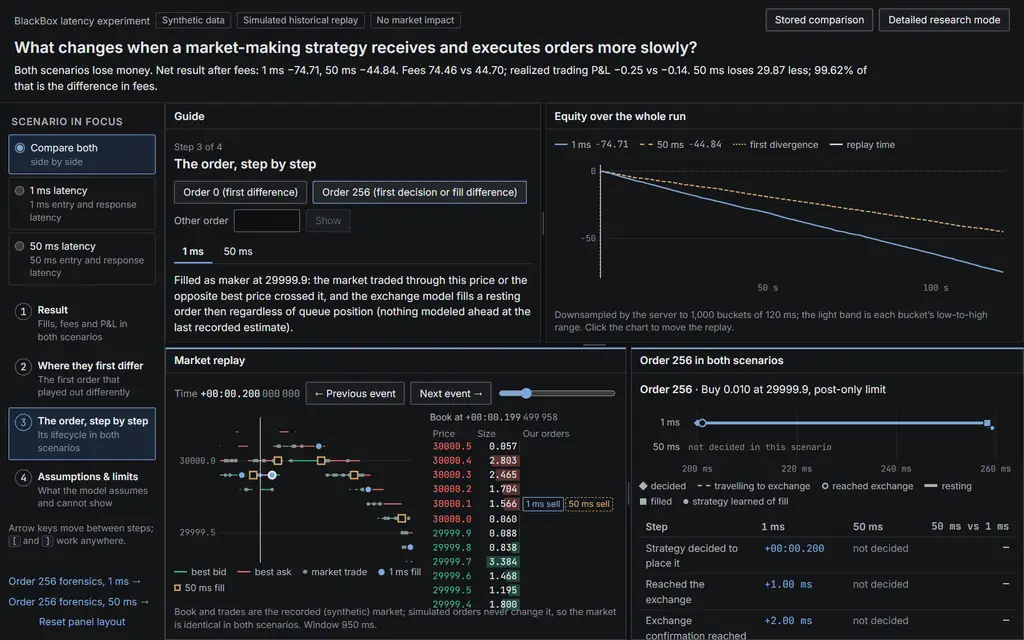 BlackBox latency experiment
Synthetic data
Simulated historical replay
No market impact
Stored comparison
Detailed research mode
What changes when a market-making strategy receives and executes orders more slowly?
Both scenarios lose money. Net result after fees: 1 ms −74.71, 50 ms −44.84. Fees 74.46 vs 44.70; realized trading P&L −0.25 vs −0.14. 50 ms loses 29.87 less; 99.62% of
that is the difference in fees.
SCENARIO IN FOCUS
Compare both
side by side
1 ms latency
1 ms entry and response
latency
50 ms latency
50 ms entry and response
latency
1
Result
Fills, fees and P&L in
both scenarios
2
Where they first differ
The first order that
played out differently
3
The order, step by step
Its lifecycle in both
scenarios
4
Assumptions & limits
What the model assumes
and cannot show
Arrow keys move between steps;
[ and ] work anywhere.
Order 256 forensics, 1 ms →
Order 256 forensics, 50 ms →
Reset panel layout
Guide
Step 3 of 4
The order, step by step
Order 0 (first difference)
Order 256 (first decision or fill difference)
Other order
Show
1 ms
50 ms
Filled as maker at 29999.9: the market traded through this price or the
opposite best price crossed it, and the exchange model fills a resting
order then regardless of queue position (nothing modeled ahead at the
last recorded estimate).
Equity over the whole run
1 ms -74.71
50 ms -44.84
first divergence
replay time
0
-50
50 s
100 s
Downsampled by the server to 1,000 buckets of 120 ms; the light band is each bucket's low-to-high
range. Click the chart to move the replay.
Market replay
Time +00:00.200 000 000
← Previous event
Next event →
30000.0
29999.5
best bid
best ask
market trade
1 ms fill
50 ms fill
Book at +00:00.199 499 958
Price Size Our orders
30000.5 0.057
30000.4 2.803
30000.3 2.465
30000.2 1.704
30000.1 1.566 1 ms sell 50 ms sell
30000.0 0.060
29999.9 0.088
29999.8 0.838
29999.7 3.384
29999.6 1.468
29999.5 1.195
29999.4 1.800
Book and trades are the recorded (synthetic) market; simulated orders never change it, so the market
is identical in both scenarios. Window 950 ms.
Order 256 in both scenarios
Order 256 · Buy 0.010 at 29999.9, post-only limit
1 ms
50 ms not decided in this scenario
200 ms
220 ms
240 ms
260 ms
decided
travelling to exchange
reached exchange
resting
filled
strategy learned of fill
Step 1 ms 50 ms 50 ms vs 1 ms
Strategy decided to
place it
+00:00.200 not decided —
Reached the
exchange
+1.00 ms not decided —
Exchange
confirmation reached
+2.00 ms not decided —